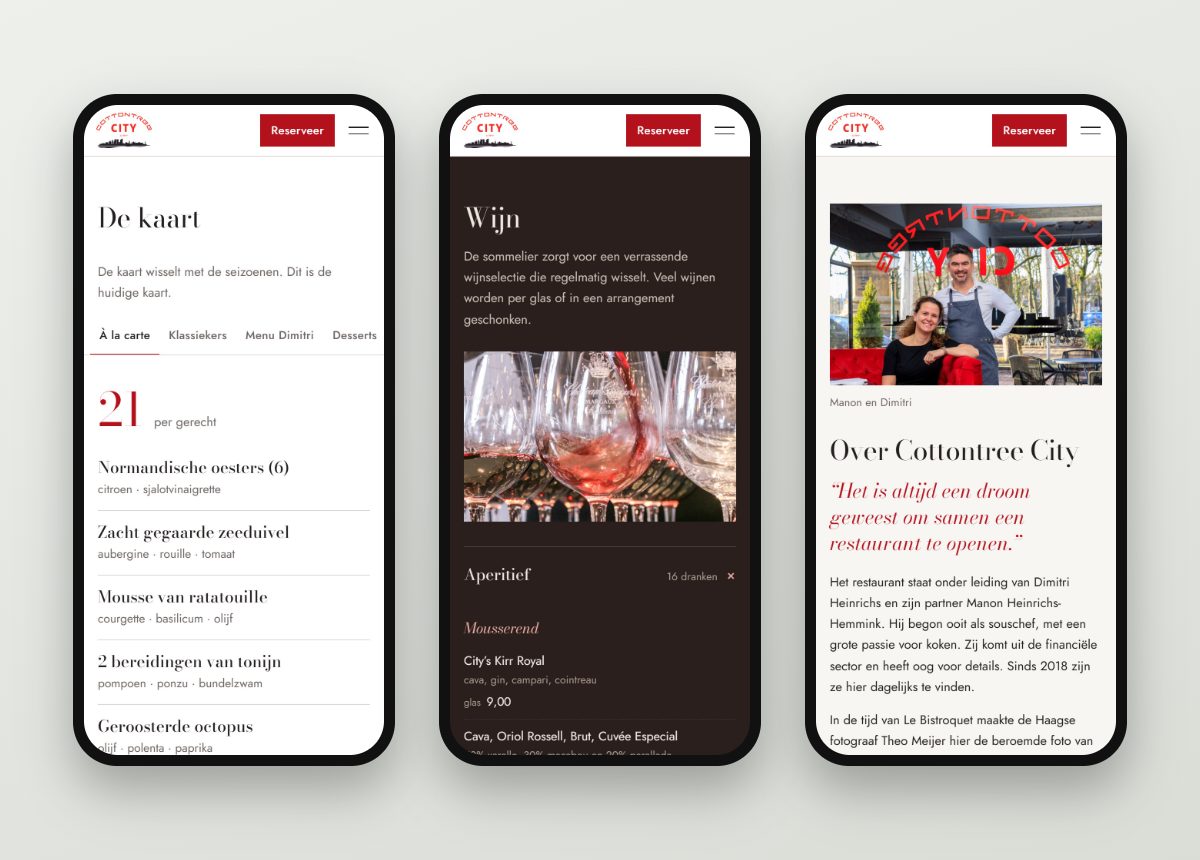 COTTONTREE
CITY
Reserveer
De kaart
De kaart wisselt met de seizoenen. Dit is de
huidige kaart.
À la carte
Klassiekers
Menu Dimitri
Desserts
21 per gerecht
Normandische oesters (6)
citroen · sjalotvinaigrette
Zacht gegaarde zeeduivel
aubergine · rouille · tomaat
Mousse van ratatouille
courgette · basilicum · olijf
2 bereidingen van tonijn
pompoen · ponzu · bundelzwam
Geroosterde octopus
olijf · polenta · paprika
COTTONTREE
CITY
Reserveer
Wijn
De sommelier zorgt voor een verrassende
wijnselectie die regelmatig wisselt. Veel wijnen
worden per glas of in een arrangement
geschonken.
Aperitief
16 dranken ×
Mousserend
City’s Kirr Royal
cava, gin, campari, cointreau
glas 9,00
Cava, Oriol Rossell, Brut, Cuvée Especial
COTTONTREE
CITY
Reserveer
COTTONTREE
CITY
Manon en Dimitri
Over Cottontree City
“Het is altijd een droom
geweest om samen een
restaurant te openen.”
Het restaurant staat onder leiding van Dimitri
Heinrichs en zijn partner Manon Heinrichs-
Hemmink. Hij begon ooit als souschef, met een
grote passie voor koken. Zij komt uit de financiële
sector en heeft oog voor details. Sinds 2018 zijn
ze hier dagelijks te vinden.
In de tijd van Le Bistroquet maakte de Haagse
fotograaf Theo Meijer hier de beroemde foto van